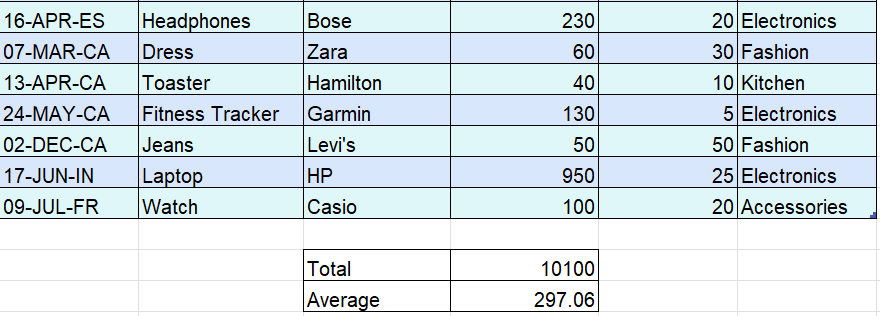 16-APR-ES Headphones Bose 230 20 Electronics
07-MAR-CA Dress Zara 60 30 Fashion
13-APR-CA Toaster Hamilton 40 10 Kitchen
24-MAY-CA Fitness Tracker Garmin 130 5 Electronics
02-DEC-CA Jeans Levi's 50 50 Fashion
17-JUN-IN Laptop HP 950 25 Electronics
09-JUL-FR Watch Casio 100 20 Accessories
Total 10100
Average 297.06